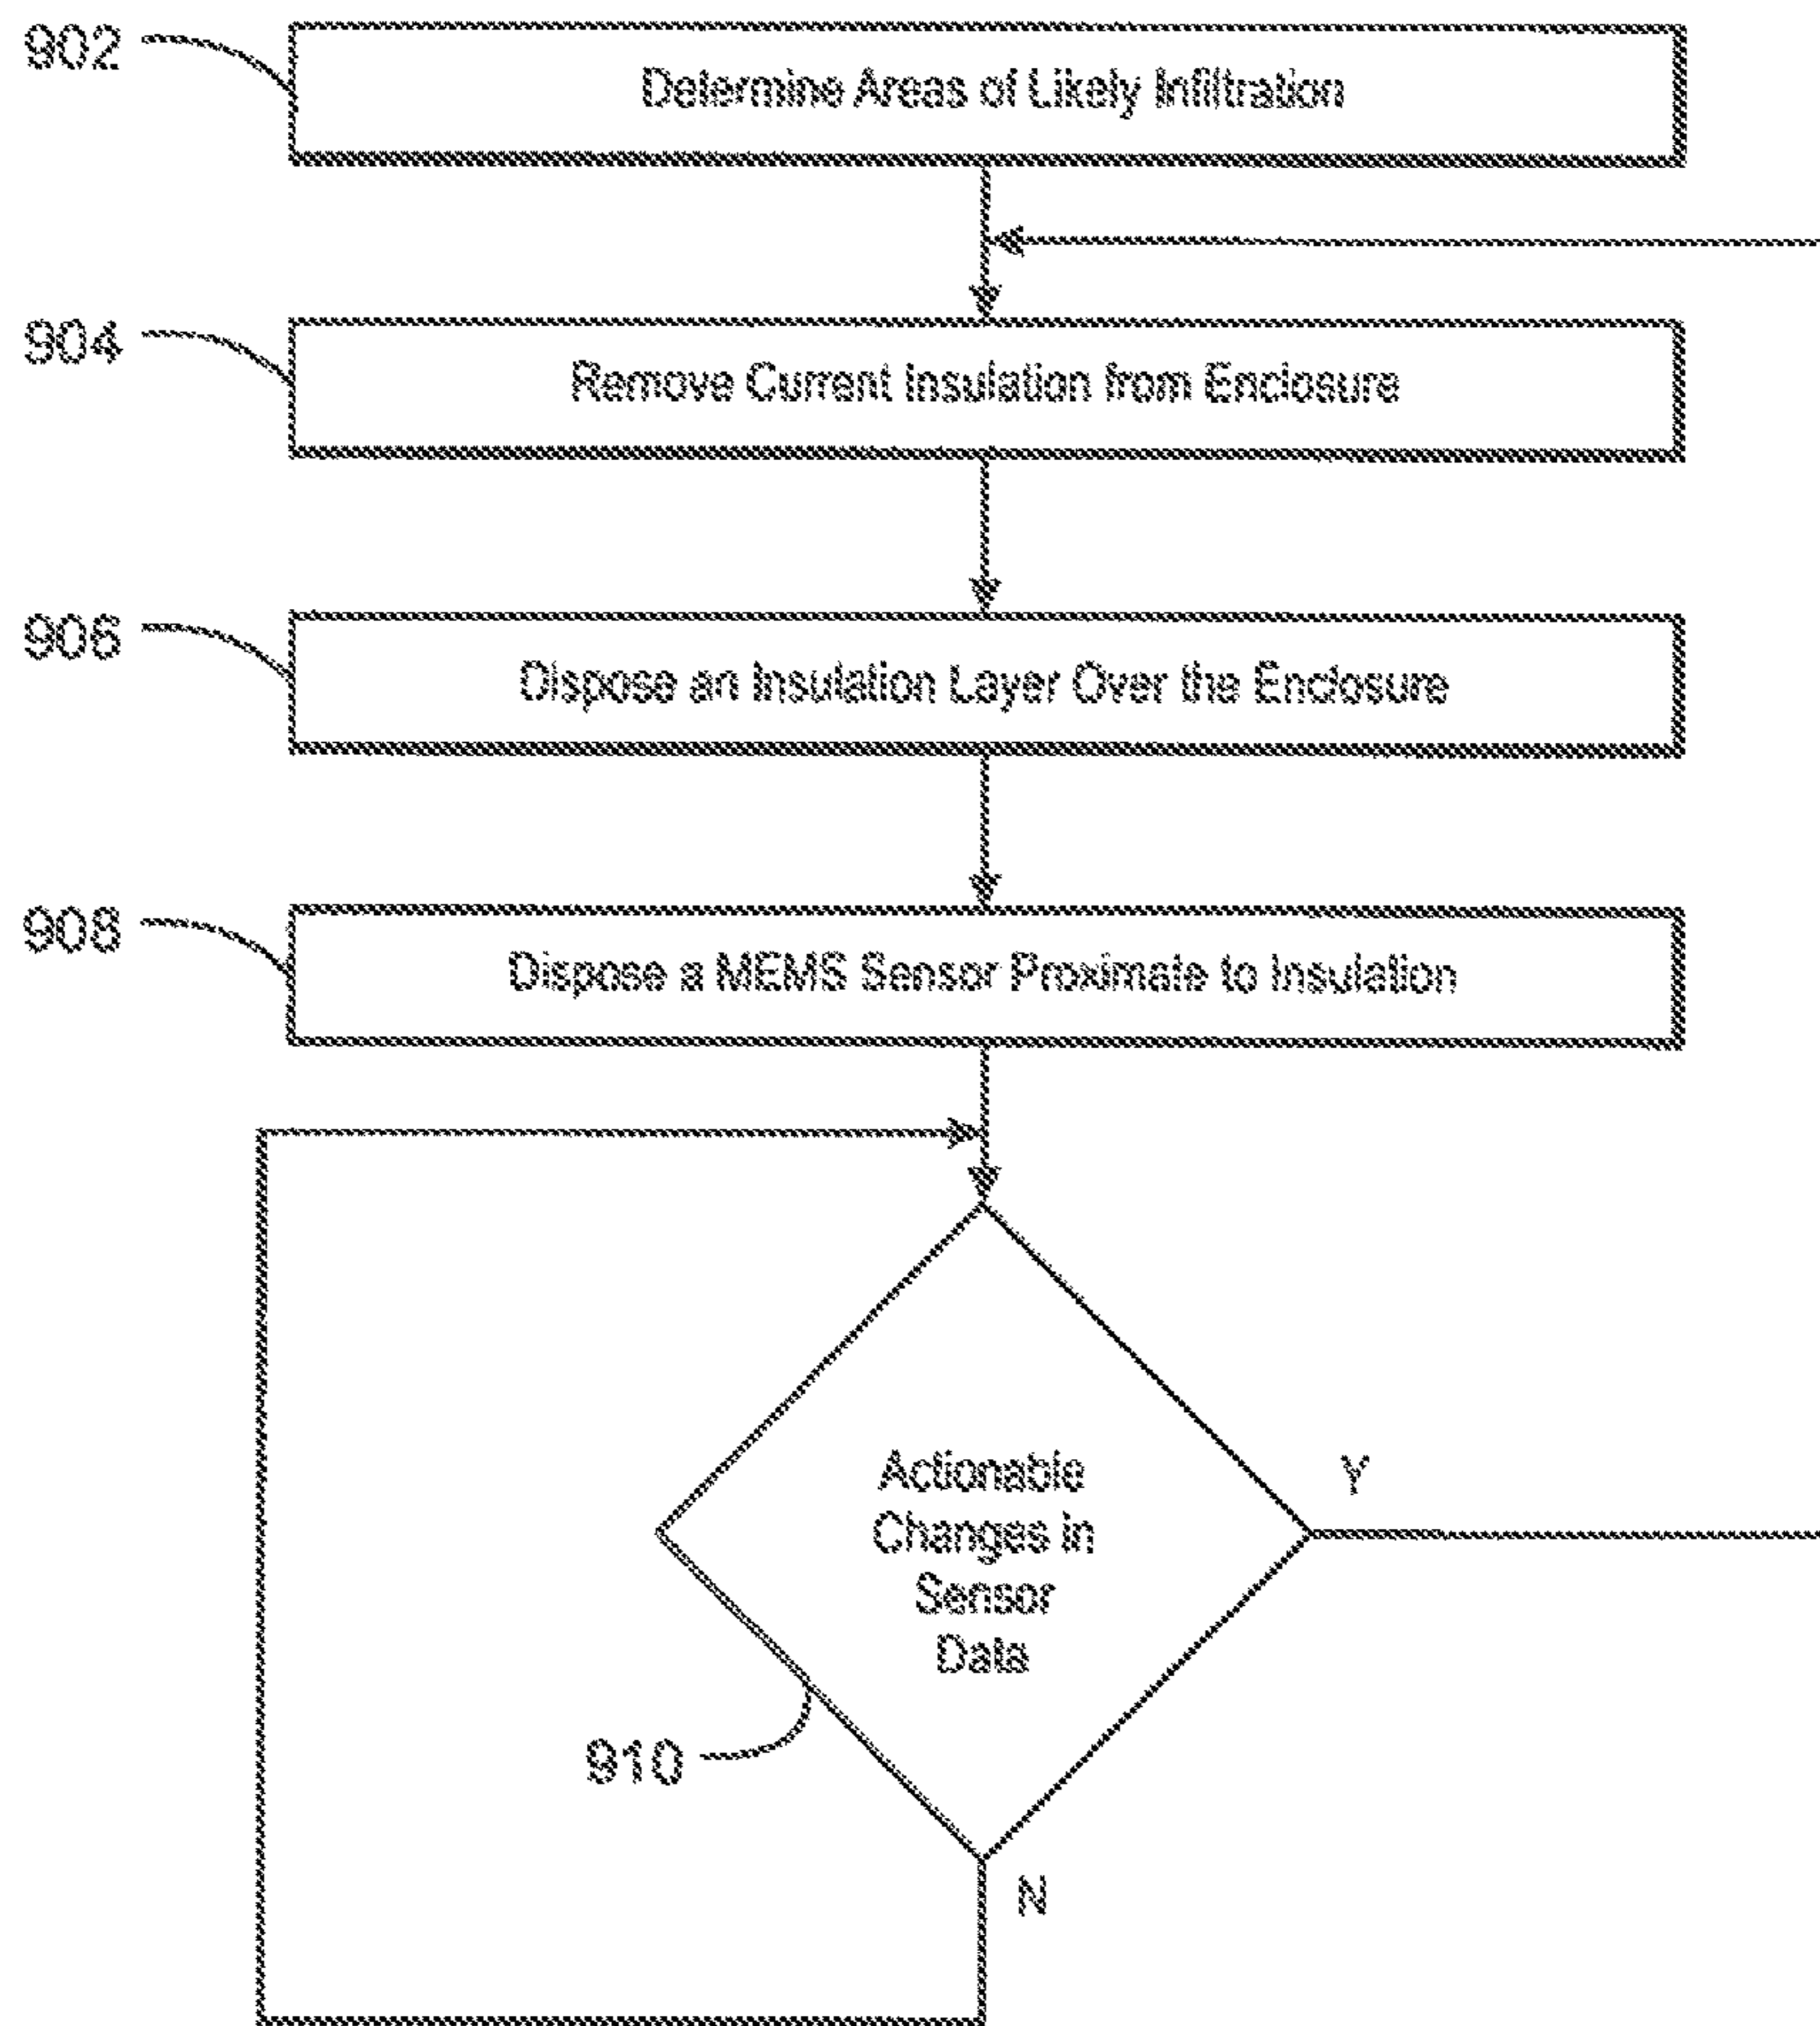 902
Determine Areas of Likely Infiltration
904
Remove Current Insulation from Enclosure
906
Dispose an Insulation Layer Over the Enclosure
908
Dispose a MEMS Sensor Proximate to Insulation
Actionable
Changes in
Sensor
Data
Y
910
N